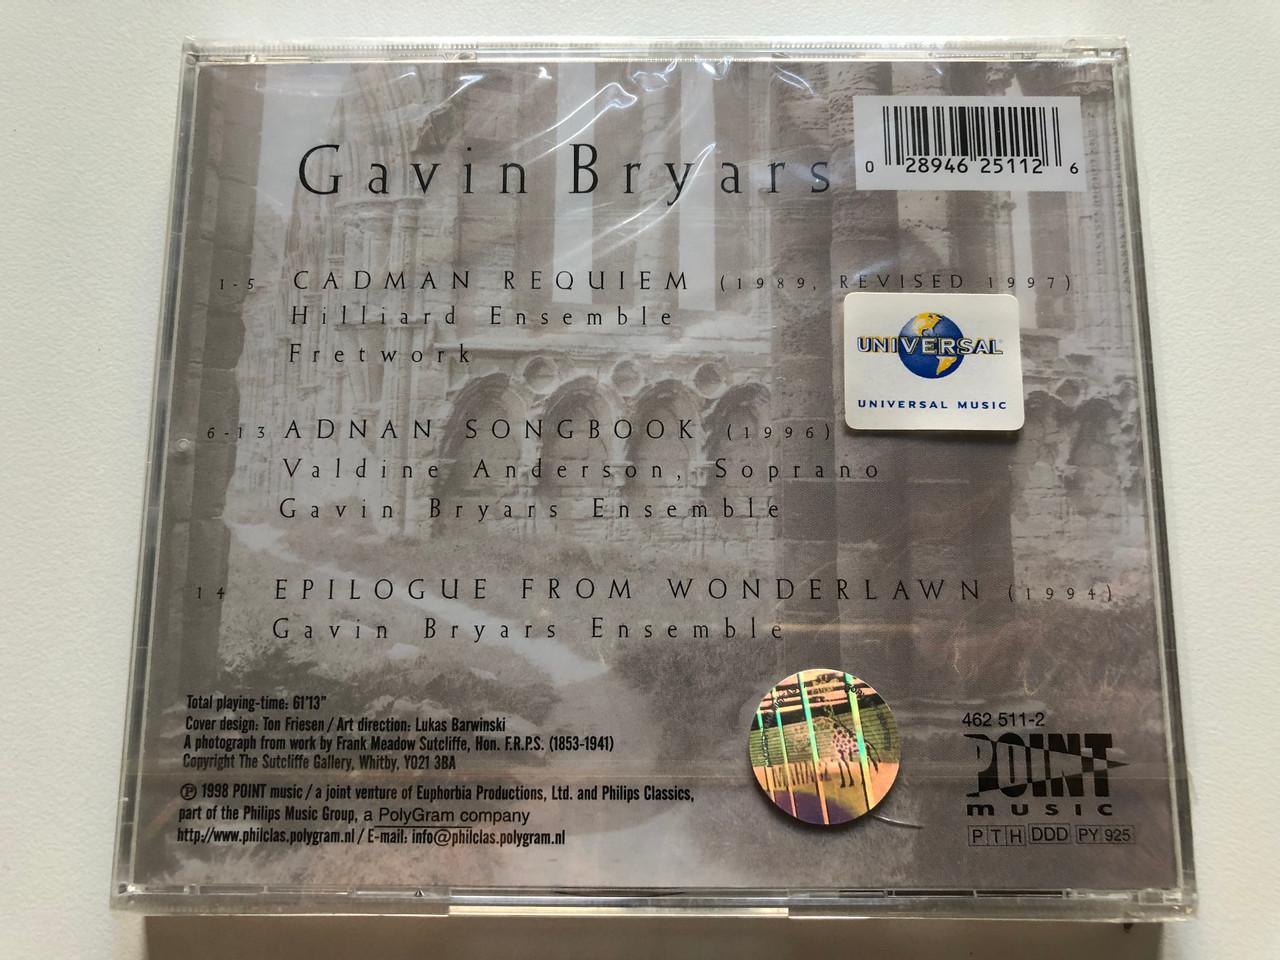 Gavin Bryars
0 28946 25112 6
1-5 CADMAN REQUIEM (1989, REVISED 1997)
Hilliard Ensemble
Fretwork
UNIVERSAL
UNIVERSAL MUSIC
6-13 ADNAN SONGBOOK (1996)
Valdine Anderson, Soprano
Gavin Bryars Ensemble
14 EPILOGUE FROM WONDERLAWN (1994)
Gavin Bryars Ensemble
Total playing-time: 61'13"
Cover design: Ton Friesen / Art direction: Lukas Barwinski
A photograph from work by Frank Meadow Sutcliffe, Hon. F.R.P.S. (1853-1941)
Copyright The Sutcliffe Gallery, Whitby, YO21 3BA
℗ 1998 POINT music / a joint venture of Euphorbia Productions, Ltd. and Philips Classics,
part of the Philips Music Group, a PolyGram company
http://www.philclas.polygram.nl / E-mail: info@philclas.polygram.nl
462 511-2
POINT
MUSIC
PTH DDD PY 925